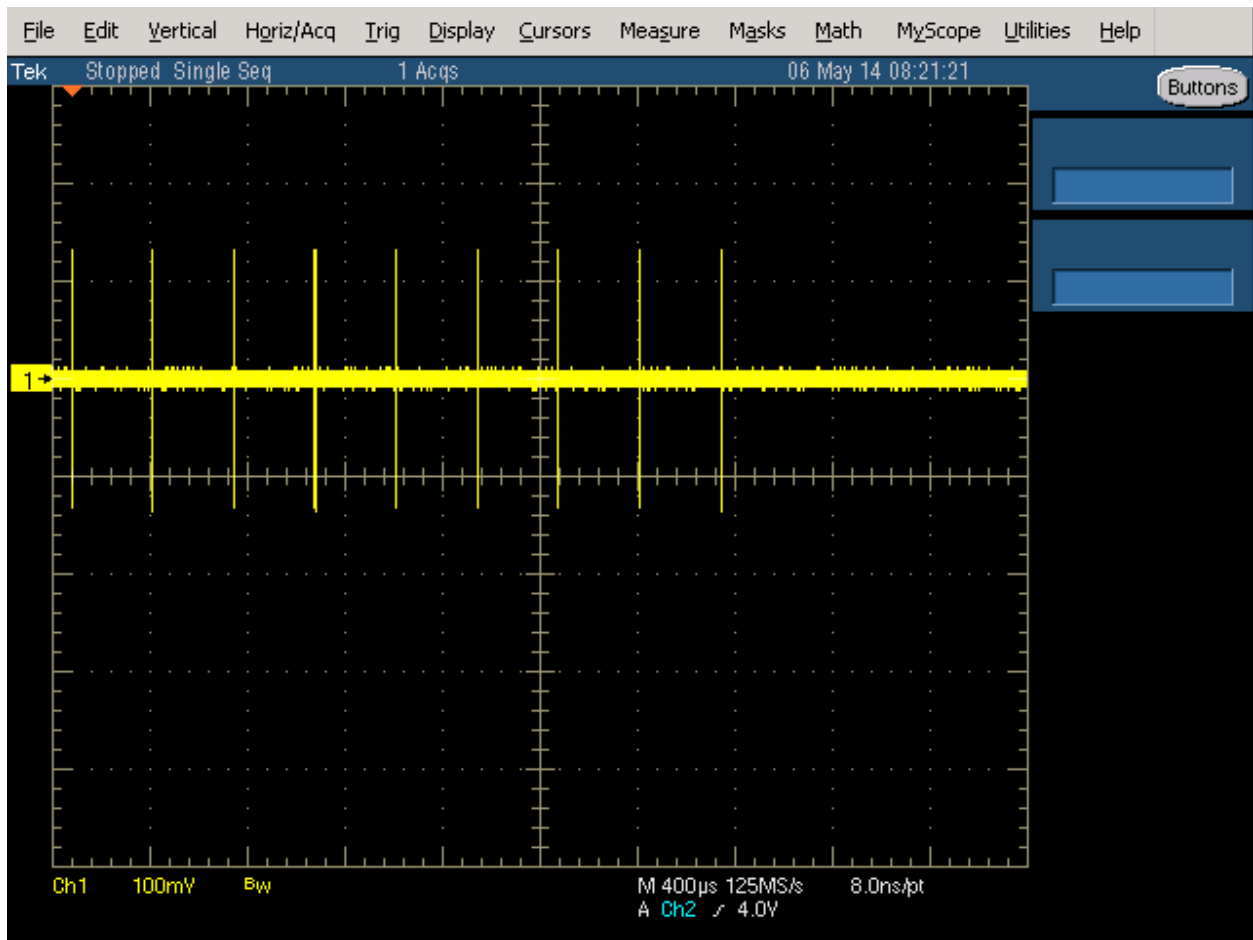 File Edit Vertical Horiz/Acq Trig Display Cursors Measure Masks Math MyScope Utilities Help
Tek Stopped Single Seq 1 Acqs 06 May 14 08:21:21
Buttons
1
Ch1 100mV BW M 400µs 125MS/s 8.0ns/pt
A Ch2 4.0V